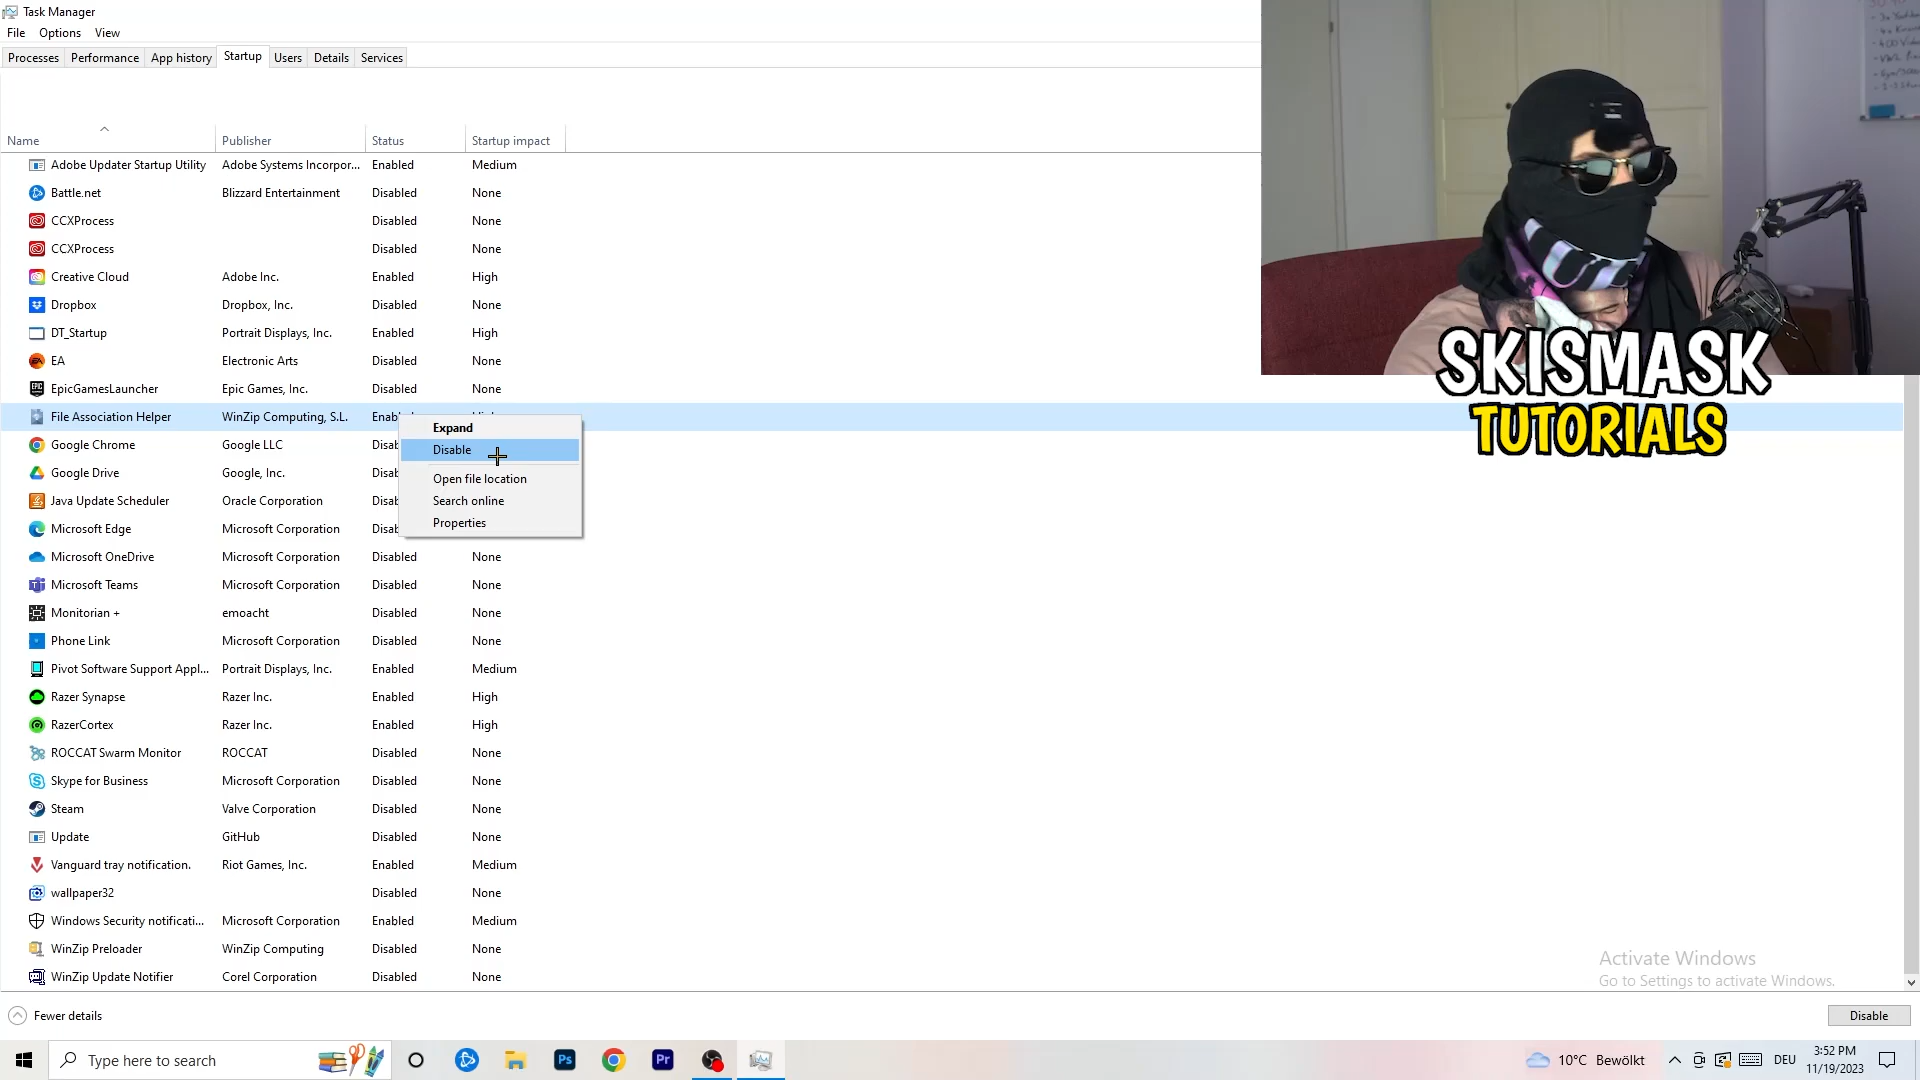 Task Manager
File Options View
Processes Performance App history Startup Users Details Services
Name Publisher Status Startup impact
Adobe Updater Startup Utility Adobe Systems Incorpor... Enabled Medium
Battle.net Blizzard Entertainment Disabled None
CCXProcess Disabled None
CCXProcess Disabled None
Creative Cloud Adobe Inc. Enabled High
Dropbox Dropbox, Inc. Disabled None
DT_Startup Portrait Displays, Inc. Enabled High
EA Electronic Arts Disabled None
EpicGamesLauncher Epic Games, Inc. Disabled None
File Association Helper WinZip Computing, S.L.
Google Chrome Google LLC
Google Drive Google, Inc.
Java Update Scheduler Oracle Corporation
Microsoft Edge Microsoft Corporation
Microsoft OneDrive Microsoft Corporation Disabled None
Microsoft Teams Microsoft Corporation Disabled None
Monitorian + emoacht Disabled None
Phone Link Microsoft Corporation Disabled None
Pivot Software Support Appl... Portrait Displays, Inc. Enabled Medium
Razer Synapse Razer Inc. Enabled High
RazerCortex Razer Inc. Enabled High
ROCCAT Swarm Monitor ROCCAT Disabled None
Skype for Business Microsoft Corporation Disabled None
Steam Valve Corporation Disabled None
Update GitHub Disabled None
Vanguard tray notification. Riot Games, Inc. Enabled Medium
wallpaper32 Disabled None
Windows Security notificati... Microsoft Corporation Enabled Medium
WinZip Preloader WinZip Computing Disabled None
WinZip Update Notifier Corel Corporation Disabled None
Expand
Disable
Open file location
Search online
Properties
SKISMASK
TUTORIALS
Activate Windows
Go to Settings to activate Windows.
Fewer details
Disable
Type here to search
Ps
Pr
10°C Bewölkt
DEU
3:52 PM
11/19/2023